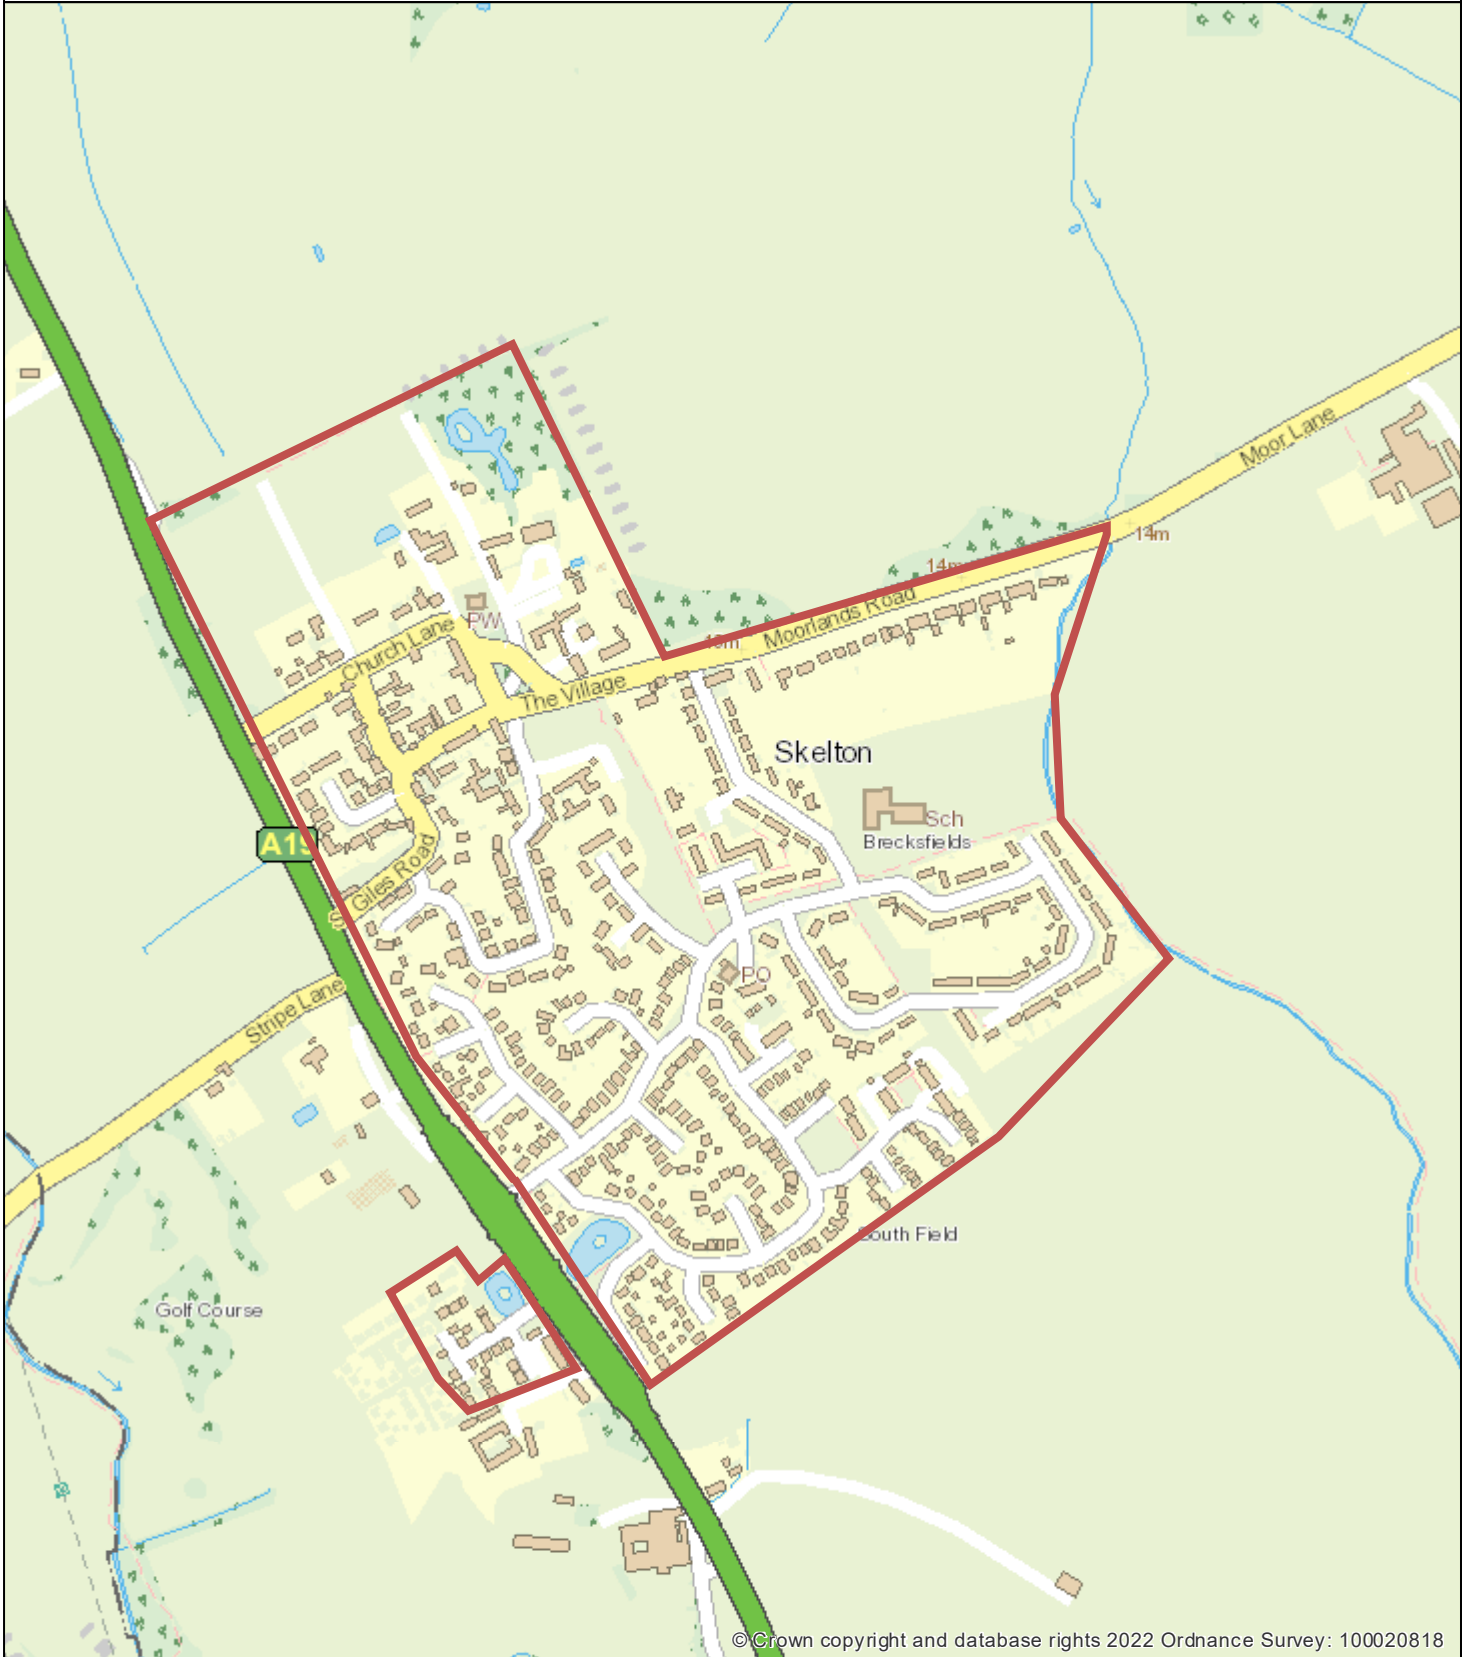 Moor Lane
14m
14m
Moorlands Road
PW
Church Lane
13m
The Village
Skelton
Sch
Brecksfields
A19
St Giles Road
PO
Stripe Lane
South Field
Golf Course
© Crown copyright and database rights 2022 Ordnance Survey: 100020818